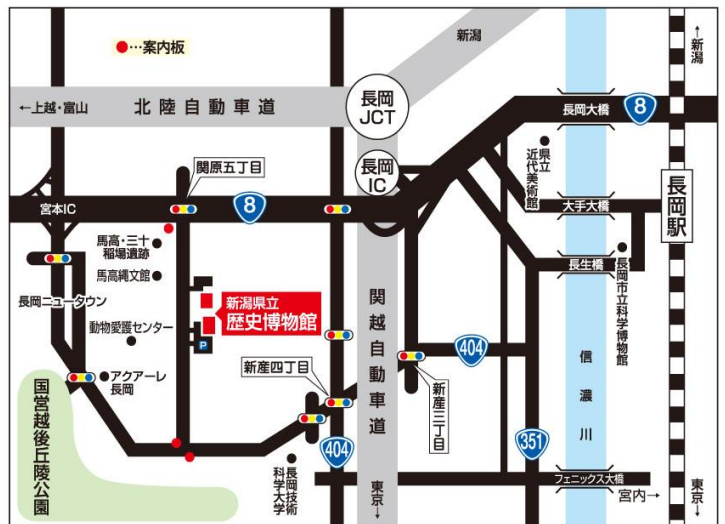 ●…案内板
新潟
←新潟
←上越・富山
北陸自動車道
長岡
JCT
長岡大橋
8
関原五丁目
長岡
IC
県立
近代美術館
長岡駅
宮本IC
8
大手大橋
馬高・三十
稲場遺跡
馬高縄文館
長生橋
長岡市立科学博物館
長岡ニュータウン
新潟県立
歴史博物館
関越自動車道
動物愛護センター
P
404
信濃川
アクアーレ
長岡
新産四丁目
新産三丁目
国営越後丘陵公園
404
351
長岡技術
科学大学
フェニックス大橋
宮内→
東京→
東京→